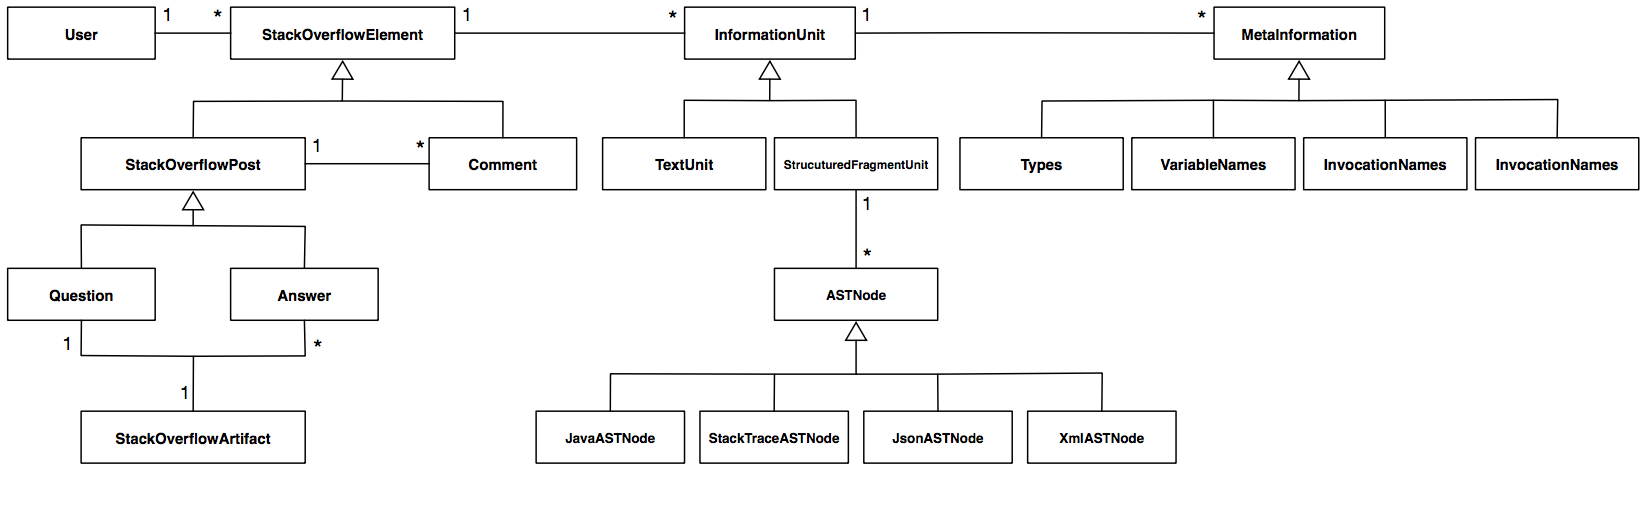 User
1
*
StackOverflowElement
1
*
InformationUnit
1
*
MetaInformation
StackOverflowPost
1
*
Comment
TextUnit
StrucuturedFragmentUnit
Types
VariableNames
InvocationNames
InvocationNames
1
*
Question
Answer
ASTNode
1
*
1
StackOverflowArtifact
JavaASTNode
StackTraceASTNode
JsonASTNode
XmlASTNode